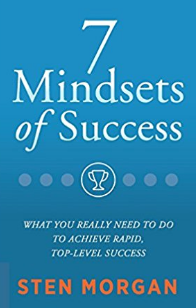 7
Mindsets
of Success
WHAT YOU REALLY NEED TO DO
TO ACHIEVE RAPID,
TOP-LEVEL SUCCESS
STEN MORGAN